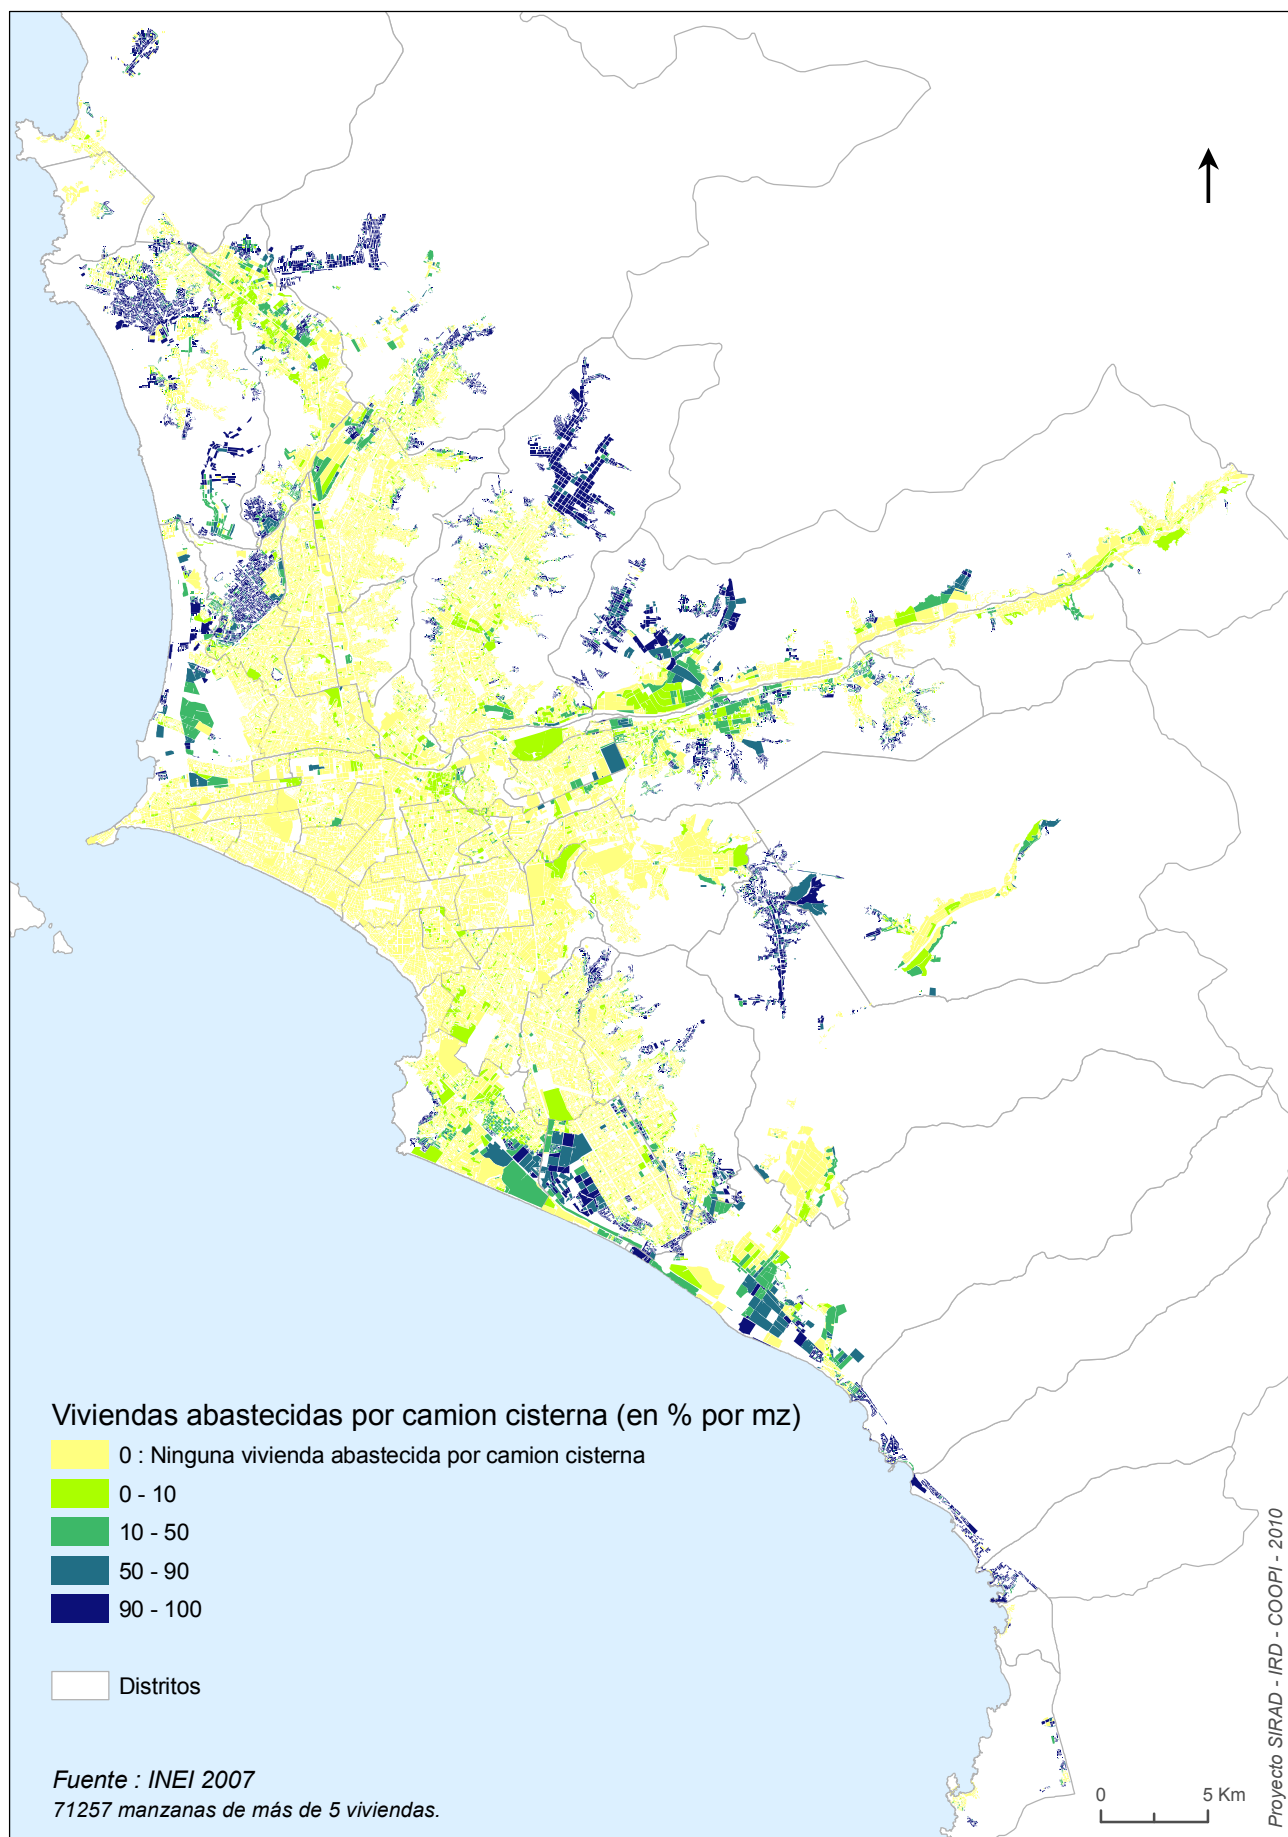 Viviendas abastecidas por camion cisterna (en % por mz)
0 : Ninguna vivienda abastecida por camion cisterna
0 - 10
10 - 50
50 - 90
90 - 100
Distritos
Fuente : INEI 2007
71257 manzanas de más de 5 viviendas.
0 5 Km
Proyecto SIRAD - IRD - COOPI - 2010